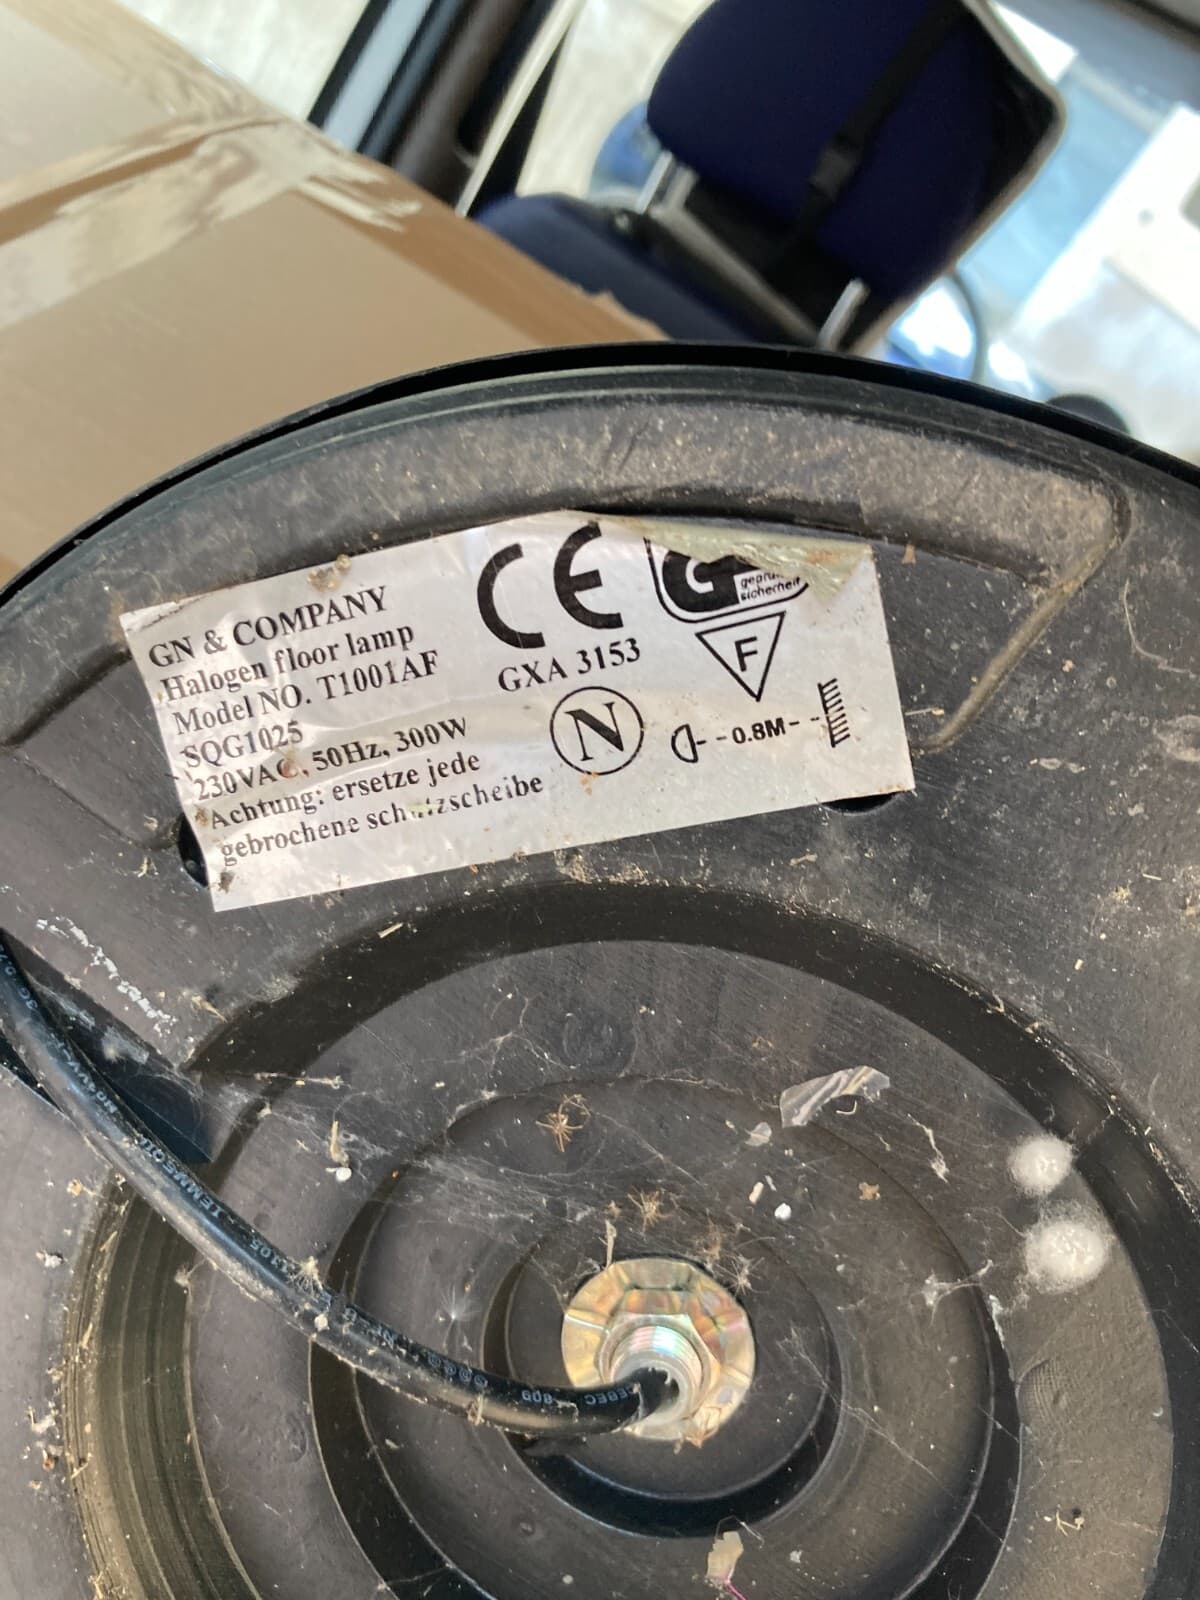 GN & COMPANY
Halogen floor lamp
Model NO. T1001AF
SQG1025
230VAC, 50Hz, 300W
Achtung: ersetze jede
gebrochene schutzscheibe
CE
GXA 3153
N
G
sicherheit
F
0.8M